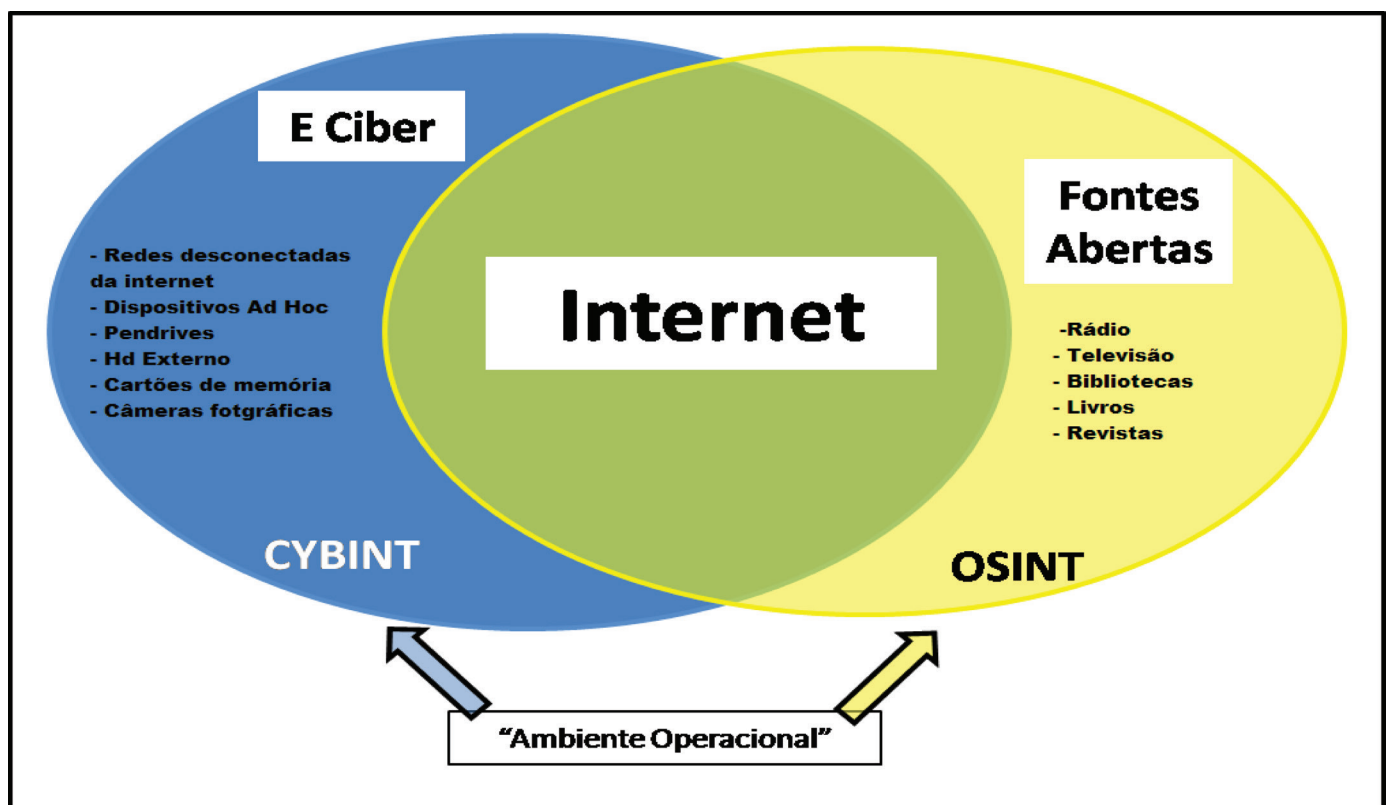 E Ciber
- Redes desconectadas
da internet
- Dispositivos Ad Hoc
- Pendrives
- Hd Externo
- Cartões de memória
- Câmeras fotgráficas
CYBINT
Internet
Fontes
Abertas
-Rádio
- Televisão
- Bibliotecas
- Livros
- Revistas
OSINT
“Ambiente Operacional”